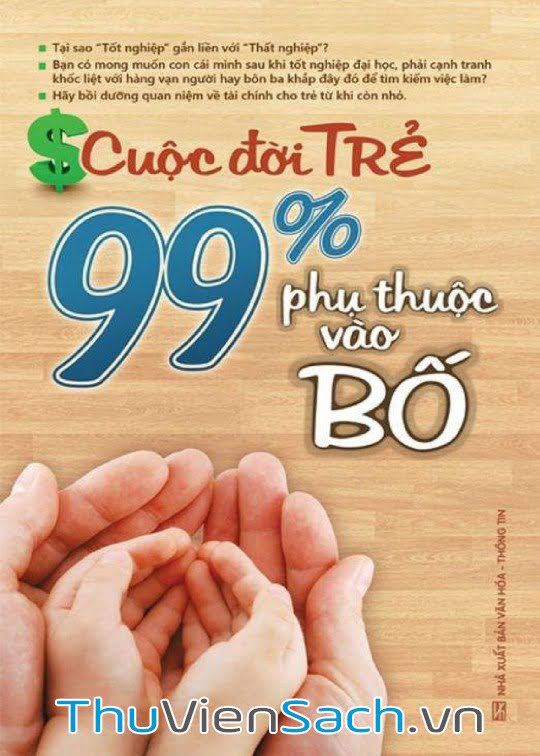 Tại sao “Tốt nghiệp” gắn liền với “Thất nghiệp”?
Bạn có mong muốn con cái mình sau khi tốt nghiệp đại học, phải cạnh tranh
khốc liệt với hàng vạn người hay bôn ba khắp đây đó để tìm kiếm việc làm?
Hãy bồi dưỡng quan niệm về tài chính cho trẻ từ khi còn nhỏ.
$ Cuộc đời TRẺ
99%
phụ thuộc
vào
BỐ
NHÀ XUẤT BẢN VĂN HÓA - THÔNG TIN
ThuVienSach.vn